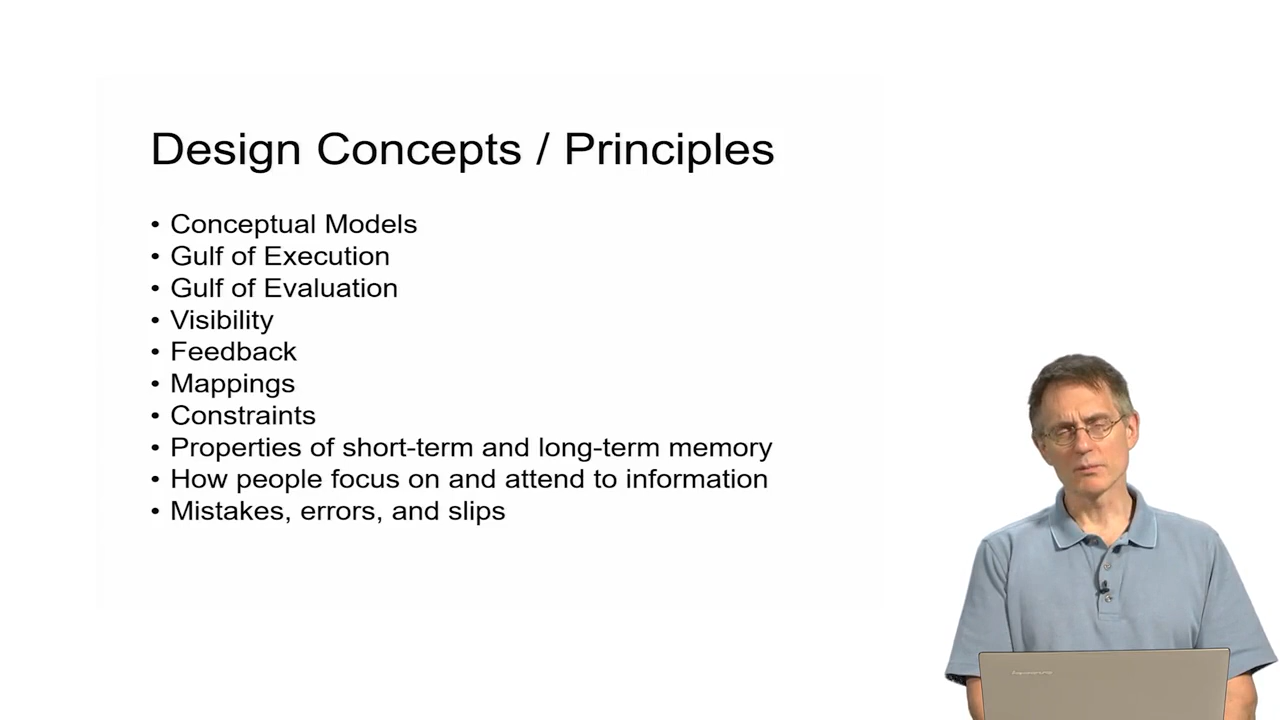 Design Concepts / Principles
• Conceptual Models
• Gulf of Execution
• Gulf of Evaluation
• Visibility
• Feedback
• Mappings
• Constraints
• Properties of short-term and long-term memory
• How people focus on and attend to information
• Mistakes, errors, and slips